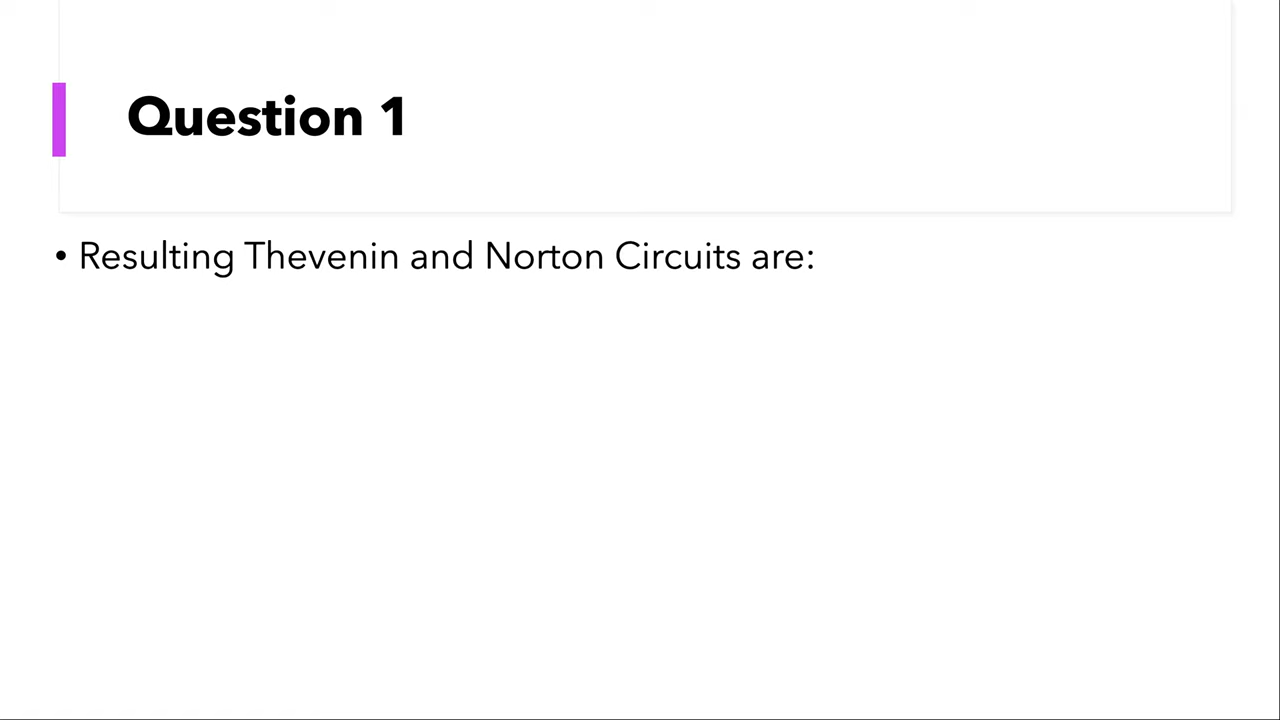 Question 1
• Resulting Thevenin and Norton Circuits are: